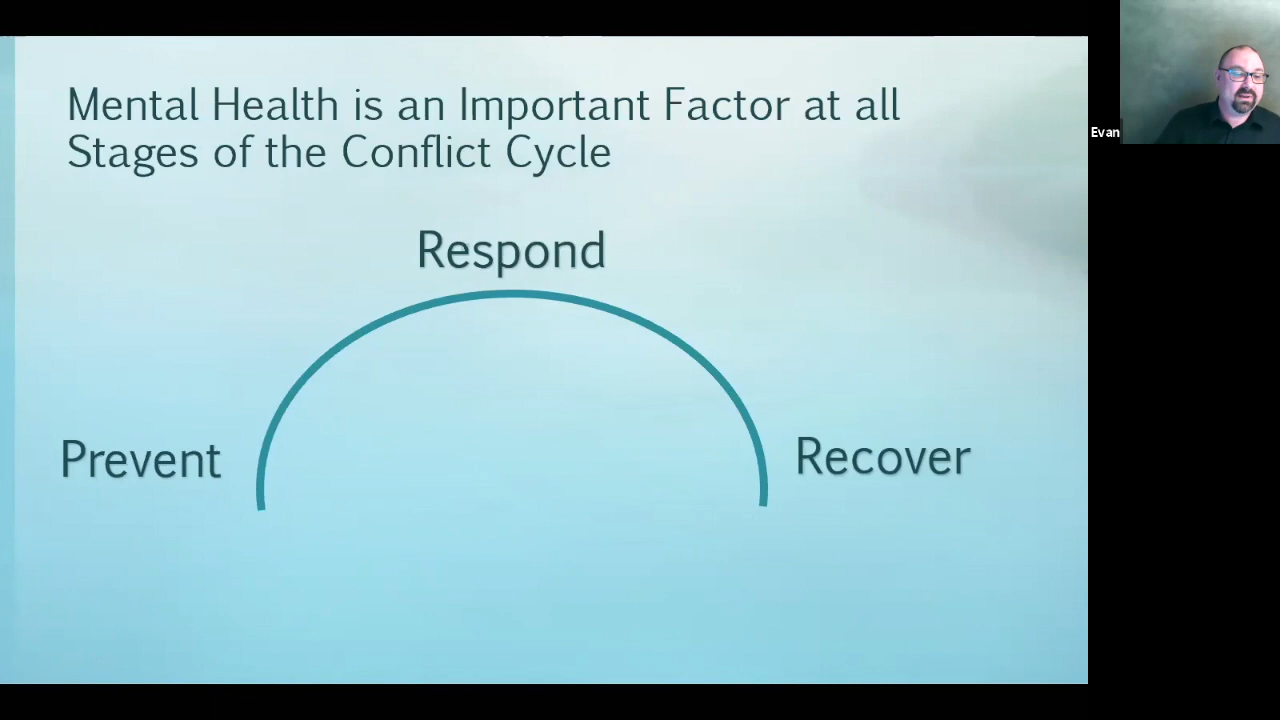 Mental Health is an Important Factor at all
Stages of the Conflict Cycle
Respond
Prevent
Recover
Evan